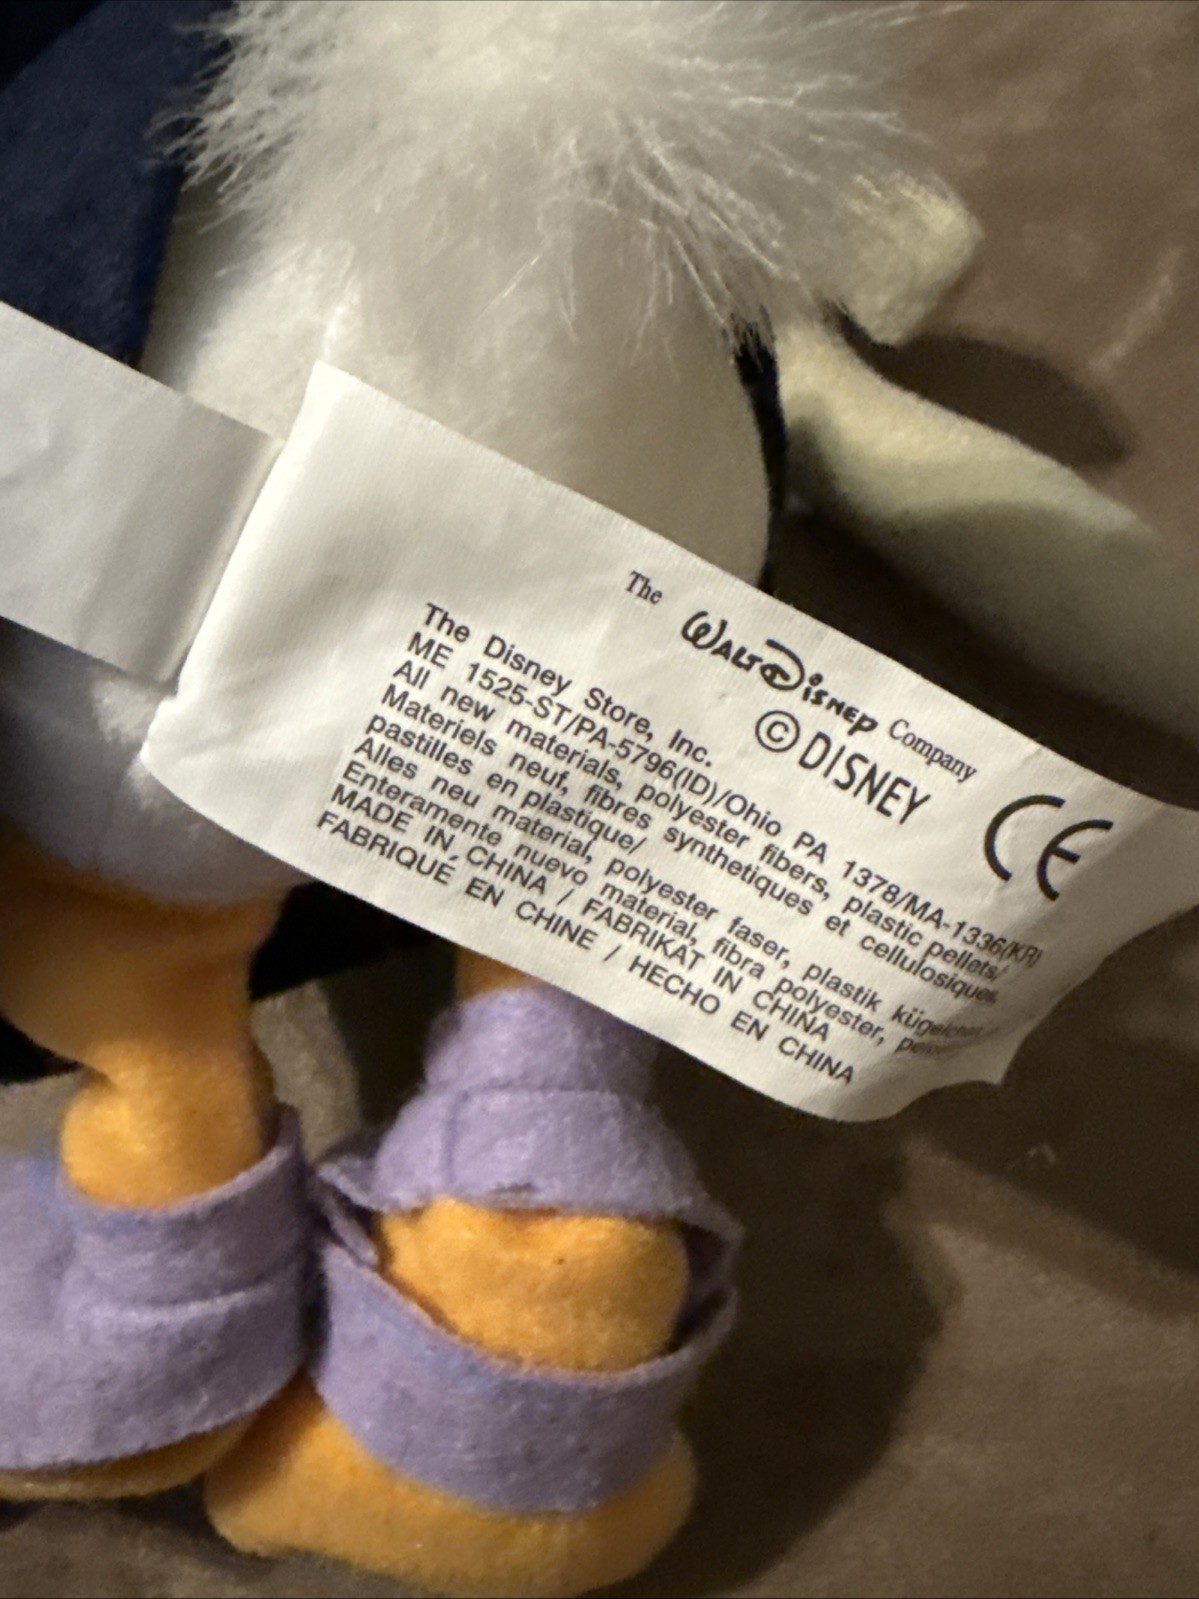 The WALT DISNEY Company
© DISNEY
CE
The Disney Store, Inc.
ME 1525-ST/PA-5796(ID)/Ohio PA 1378/MA-1336(KR)
All new materials, polyester fibers, plastic pellets/
Materiels neuf, fibres synthetiques et cellulosiques,
pastilles en plastique/
Alles neu material, polyester faser, plastik
Enteramente nuevo material, fibra polyester,
MADE IN CHINA / FABRIKAT IN CHINA
FABRIQUÉ EN CHINE / HECHO EN CHINA